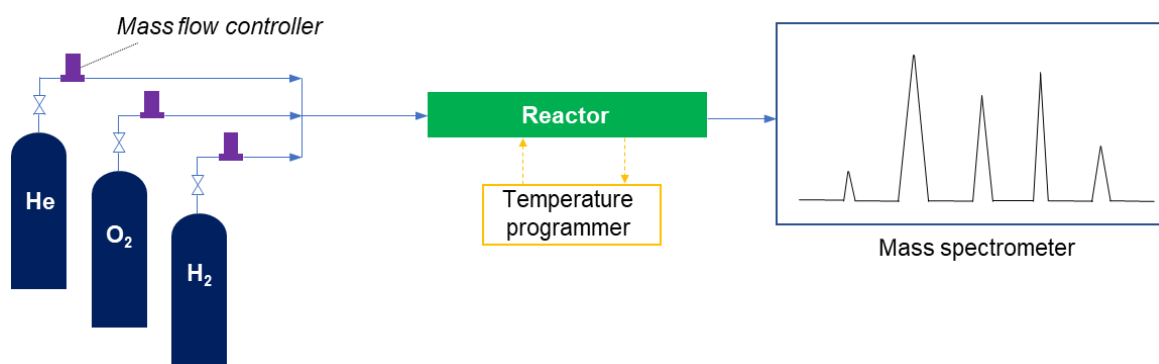 Mass flow controller
He
O₂
H₂
Reactor
Temperature
programmer
Mass spectrometer